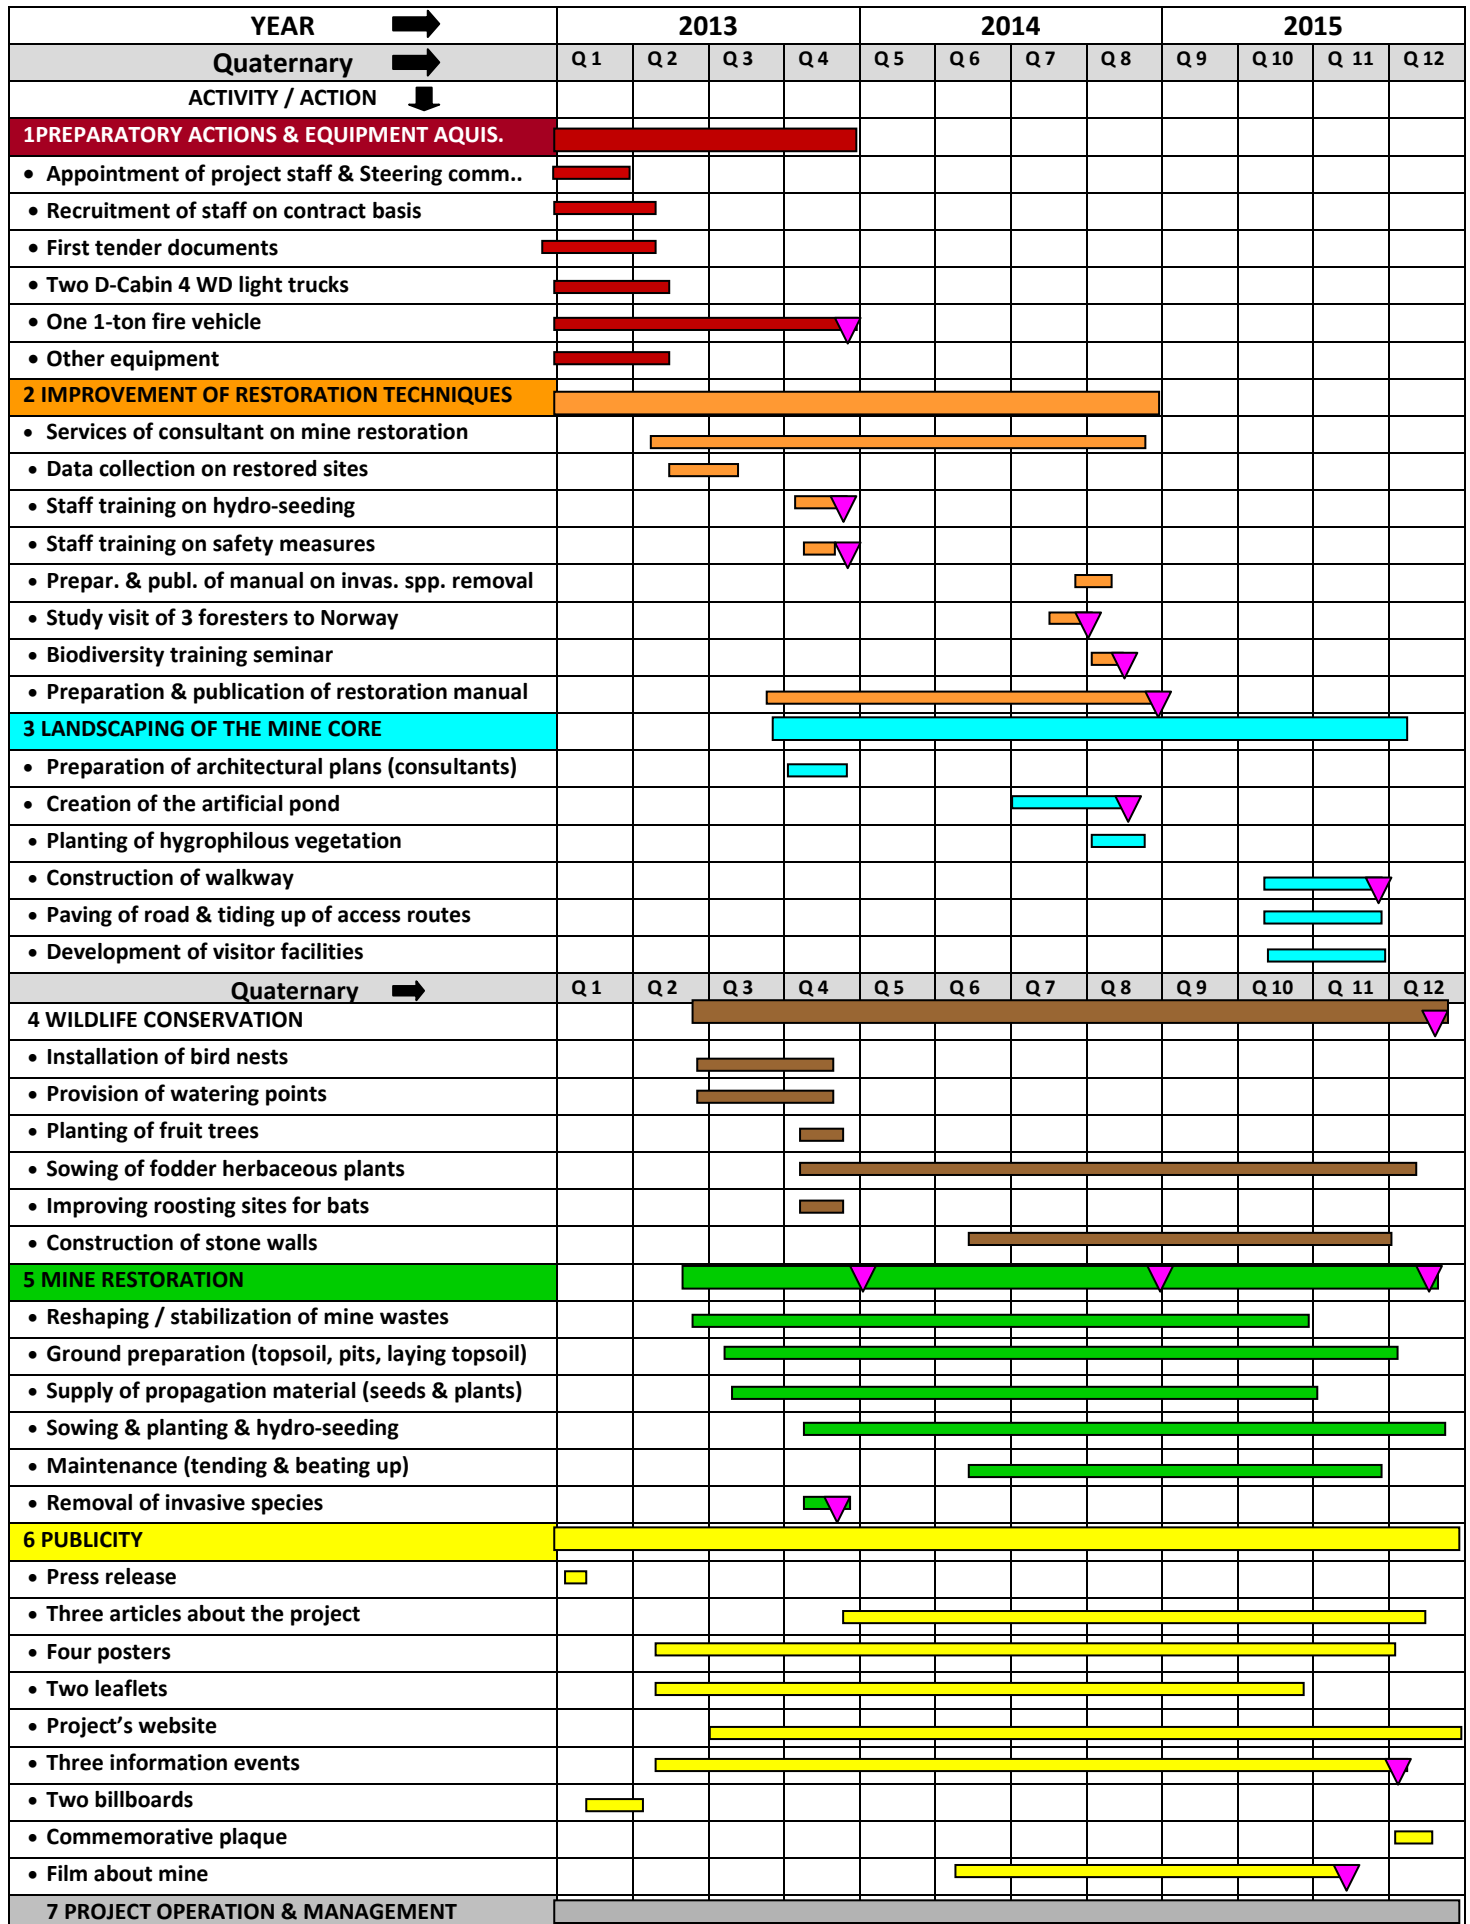 YEAR 2013 2014 2015
Quaternary Q 1 Q 2 Q 3 Q 4 Q 5 Q 6 Q 7 Q 8 Q 9 Q 10 Q 11 Q 12
ACTIVITY / ACTION
1PREPARATORY ACTIONS & EQUIPMENT AQUIS.
• Appointment of project staff & Steering comm..
• Recruitment of staff on contract basis
• First tender documents
• Two D-Cabin 4 WD light trucks
• One 1-ton fire vehicle
• Other equipment
2 IMPROVEMENT OF RESTORATION TECHNIQUES
• Services of consultant on mine restoration
• Data collection on restored sites
• Staff training on hydro-seeding
• Staff training on safety measures
• Prepar. & publ. of manual on invas. spp. removal
• Study visit of 3 foresters to Norway
• Biodiversity training seminar
• Preparation & publication of restoration manual
3 LANDSCAPING OF THE MINE CORE
• Preparation of architectural plans (consultants)
• Creation of the artificial pond
• Planting of hygrophilous vegetation
• Construction of walkway
• Paving of road & tiding up of access routes
• Development of visitor facilities
Quaternary Q 1 Q 2 Q 3 Q 4 Q 5 Q 6 Q 7 Q 8 Q 9 Q 10 Q 11 Q 12
4 WILDLIFE CONSERVATION
• Installation of bird nests
• Provision of watering points
• Planting of fruit trees
• Sowing of fodder herbaceous plants
• Improving roosting sites for bats
• Construction of stone walls
5 MINE RESTORATION
• Reshaping / stabilization of mine wastes
• Ground preparation (topsoil, pits, laying topsoil)
• Supply of propagation material (seeds & plants)
• Sowing & planting & hydro-seeding
• Maintenance (tending & beating up)
• Removal of invasive species
6 PUBLICITY
• Press release
• Three articles about the project
• Four posters
• Two leaflets
• Project’s website
• Three information events
• Two billboards
• Commemorative plaque
• Film about mine
7 PROJECT OPERATION & MANAGEMENT